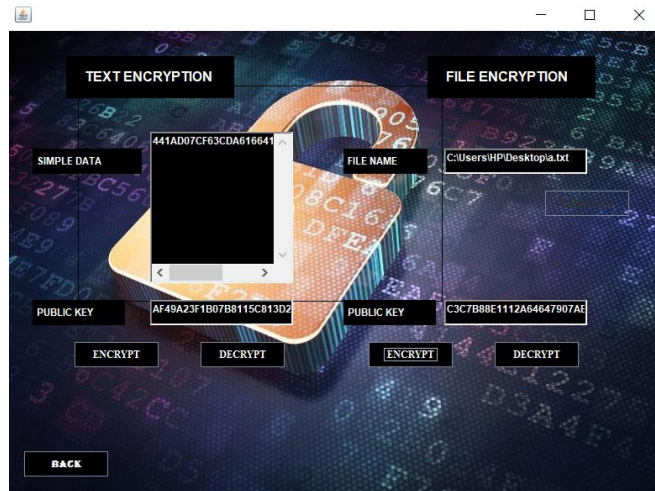 TEXT ENCRYPTION
FILE ENCRYPTION
SIMPLE DATA
441AD07CF63CDA616641
FILE NAME
C:\Users\HP\Desktop\a.txt
PUBLIC KEY
AF49A23F1B07B8115C813D2
PUBLIC KEY
C3C7B88E1112A64647907AE
ENCRYPT
DECRYPT
ENCRYPT
DECRYPT
BACK